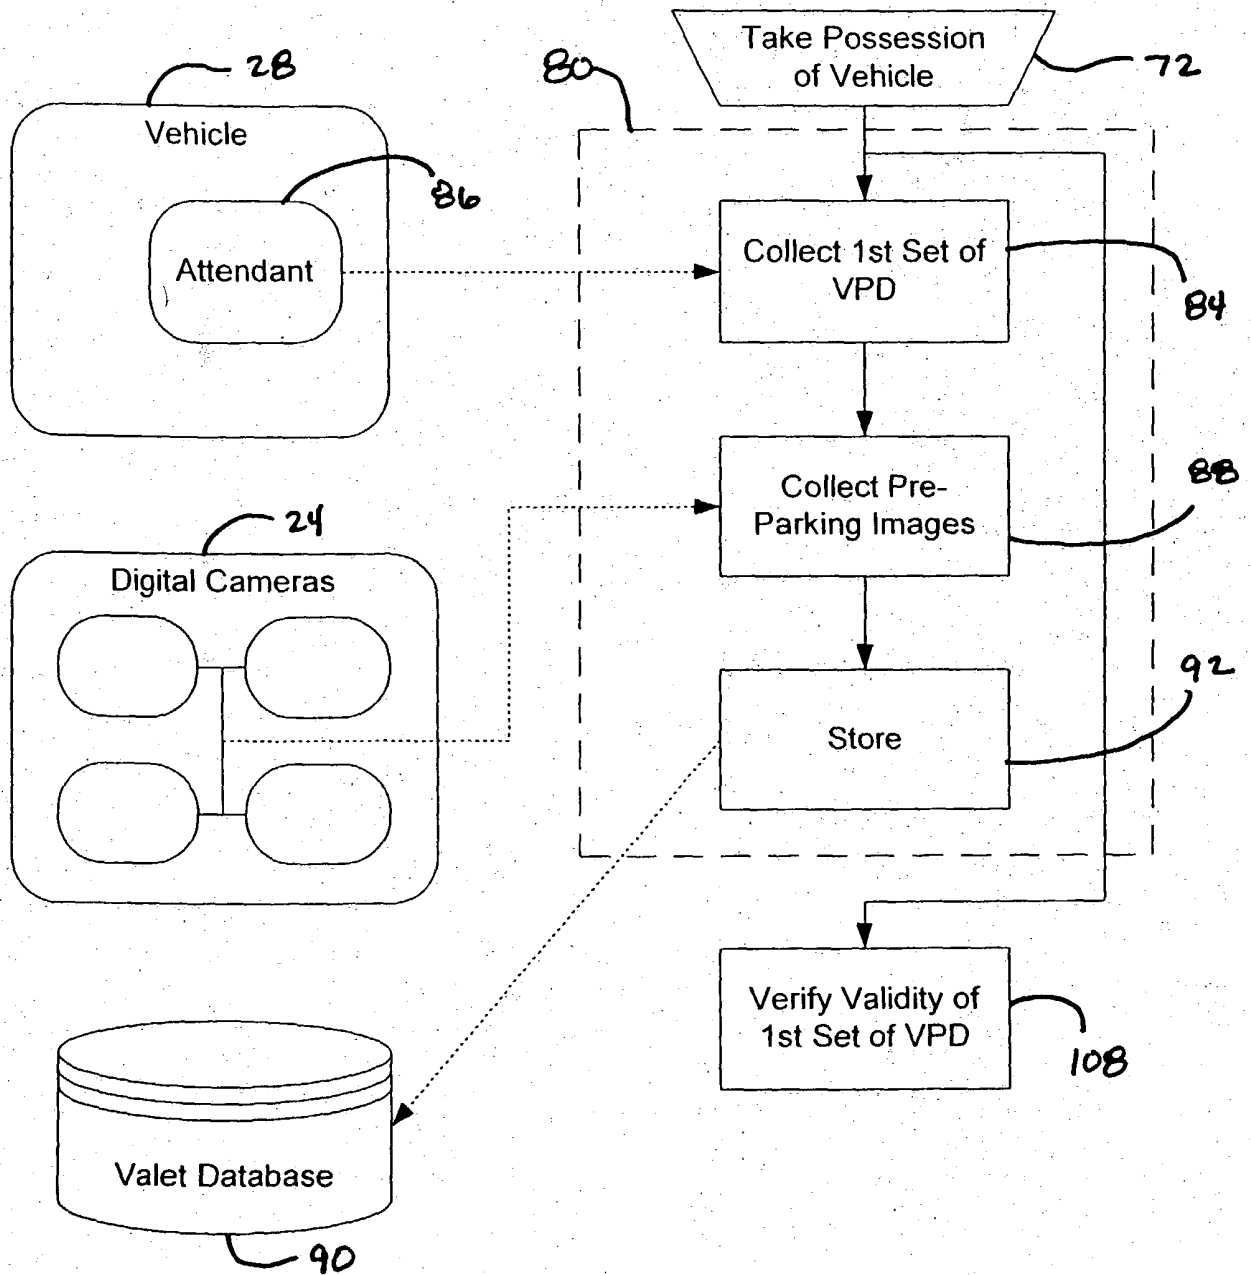 Take Possession
of Vehicle
72
80
28
Vehicle
86
Attendant
Collect 1st Set of
VPD
84
Collect Pre-
Parking Images
88
24
Digital Cameras
92
Store
Verify Validity of
1st Set of VPD
108
Valet Database
90